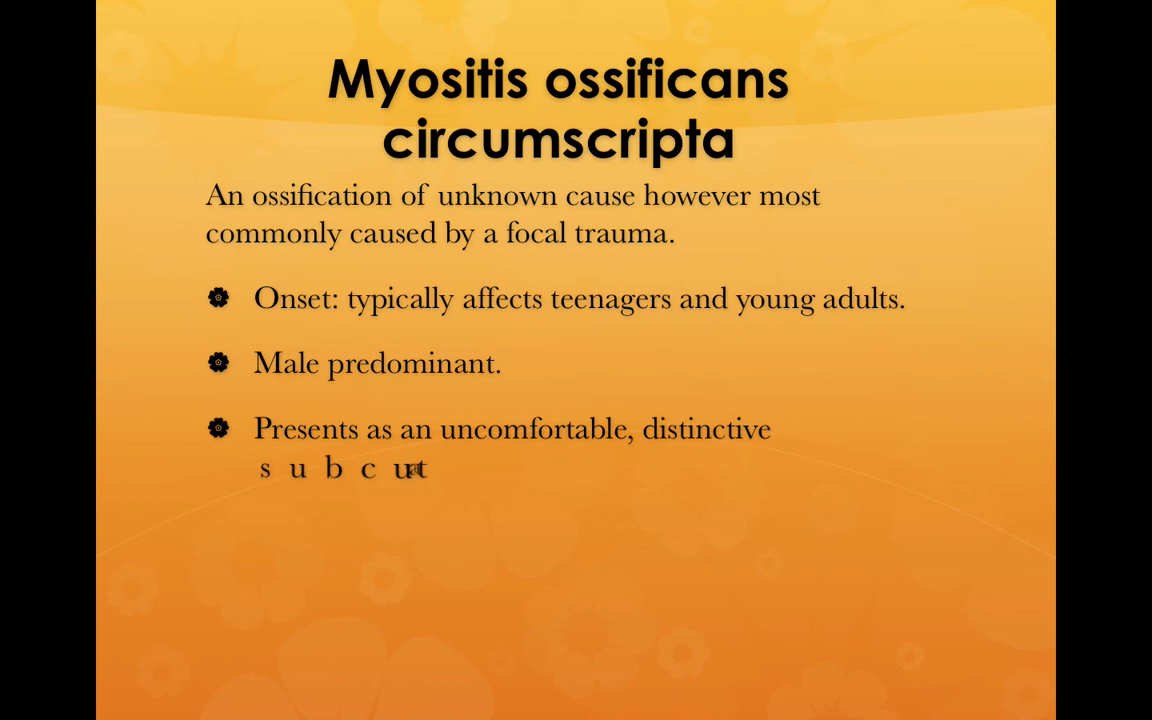 Myositis ossificans
circumscripta
An ossification of unknown cause however most
commonly caused by a focal trauma.
Onset: typically affects teenagers and young adults.
Male predominant.
Presents as an uncomfortable, distinctive